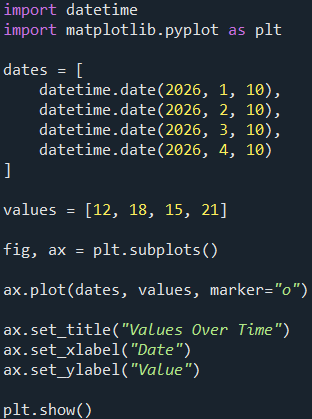 import datetime
import matplotlib.pyplot as plt

dates = [
    datetime.date(2026, 1, 10),
    datetime.date(2026, 2, 10),
    datetime.date(2026, 3, 10),
    datetime.date(2026, 4, 10)
]

values = [12, 18, 15, 21]

fig, ax = plt.subplots()

ax.plot(dates, values, marker="o")

ax.set_title("Values Over Time")
ax.set_xlabel("Date")
ax.set_ylabel("Value")

plt.show()